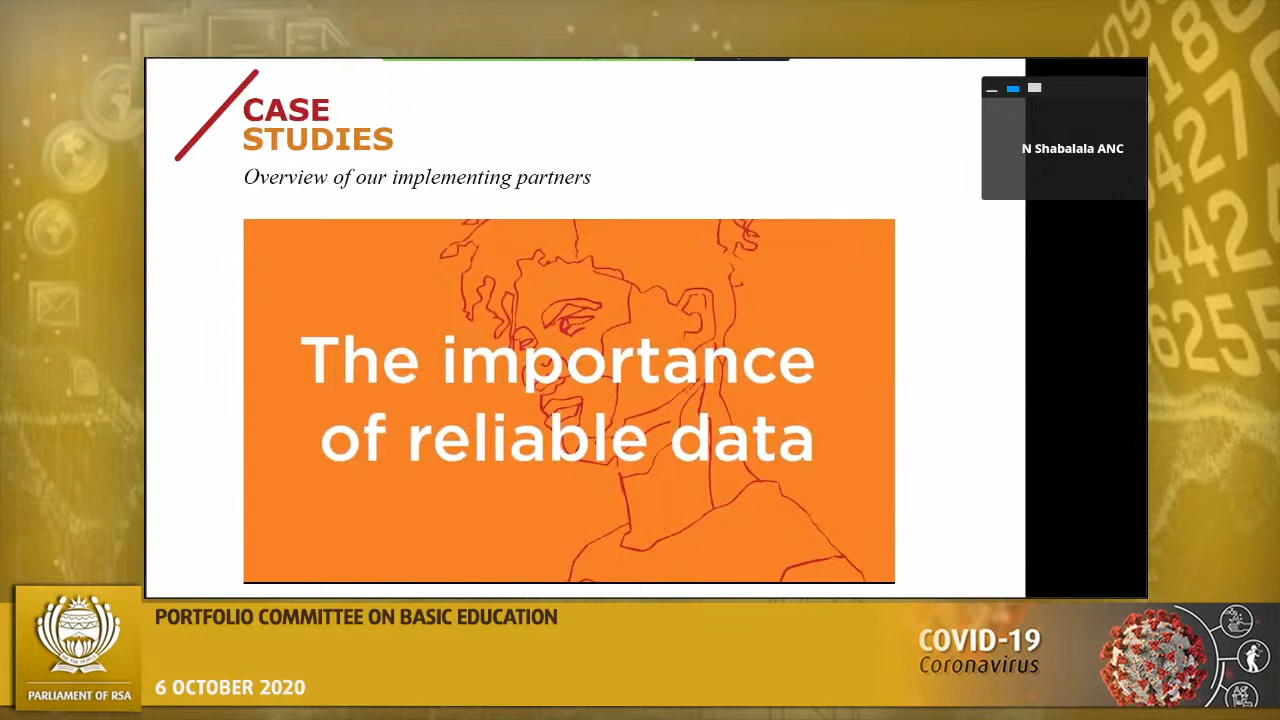 CASE
STUDIES
Overview of our implementing partners
N Shabalala ANC
The importance
of reliable data
PORTFOLIO COMMITTEE ON BASIC EDUCATION
6 OCTOBER 2020
PARLIAMENT OF RSA
COVID-19
Coronavirus